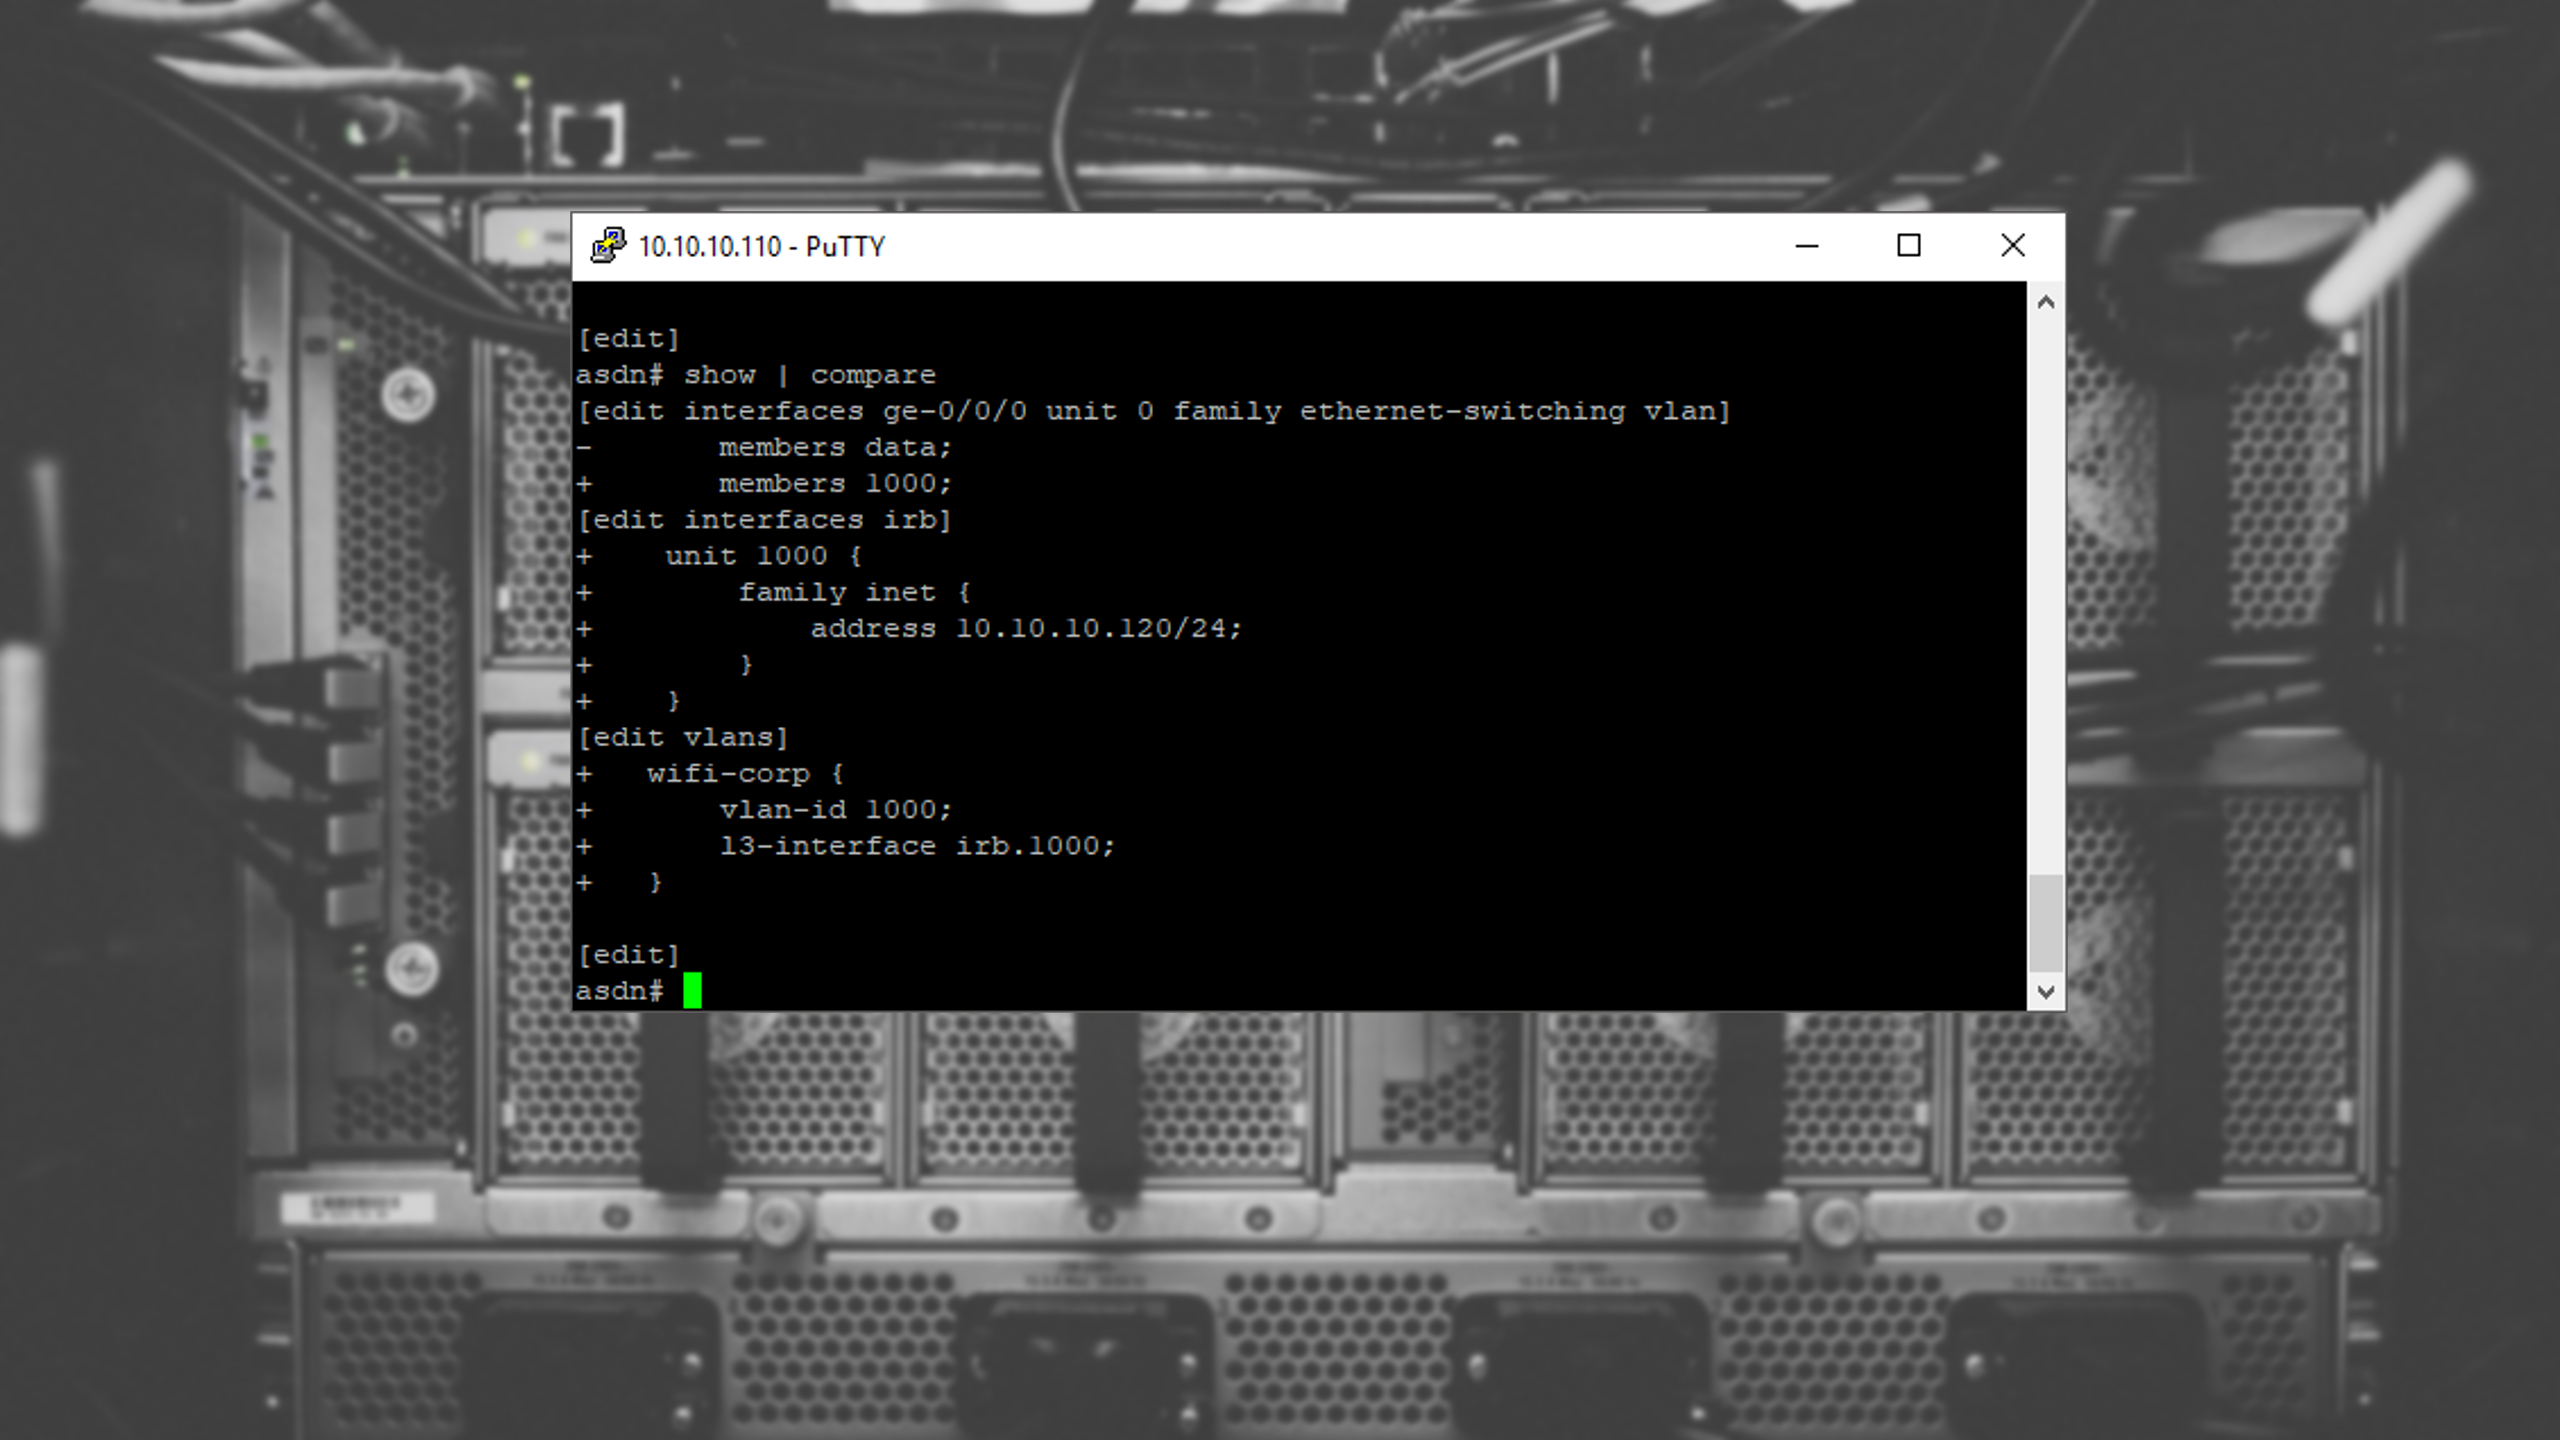 10.10.10.110 - PuTTY
[edit]
asdn# show | compare
[edit interfaces ge-0/0/0 unit 0 family ethernet-switching vlan]
-       members data;
+       members 1000;
[edit interfaces irb]
+    unit 1000 {
+        family inet {
+            address 10.10.10.120/24;
+        }
+    }
[edit vlans]
+   wifi-corp {
+       vlan-id 1000;
+       l3-interface irb.1000;
+   }
[edit]
asdn#